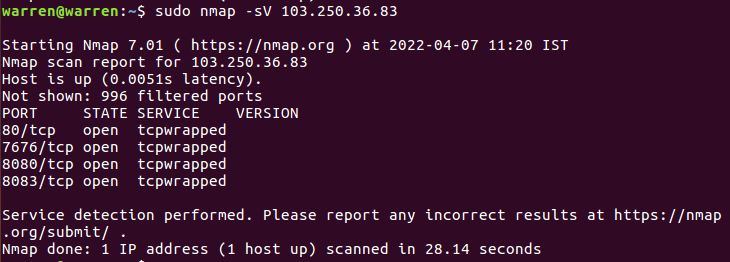 warren@warren:~$ sudo nmap -sV 103.250.36.83
Starting Nmap 7.01 ( https://nmap.org ) at 2022-04-07 11:20 IST
Nmap scan report for 103.250.36.83
Host is up (0.0051s latency).
Not shown: 996 filtered ports
PORT     STATE SERVICE    VERSION
80/tcp   open  tcpwrapped
7676/tcp open  tcpwrapped
8080/tcp open  tcpwrapped
8083/tcp open  tcpwrapped
Service detection performed. Please report any incorrect results at https://nmap
.org/submit/ .
Nmap done: 1 IP address (1 host up) scanned in 28.14 seconds